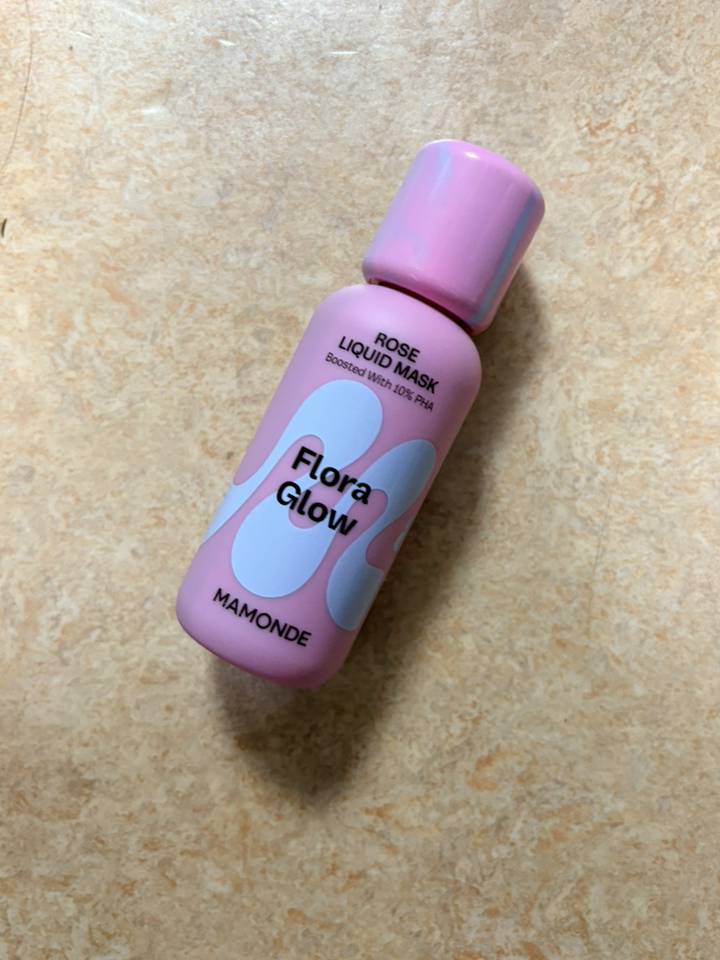 ROSE
LIQUID MASK
Boosted With 10% PHA
Flora
Glow
MAMONDE